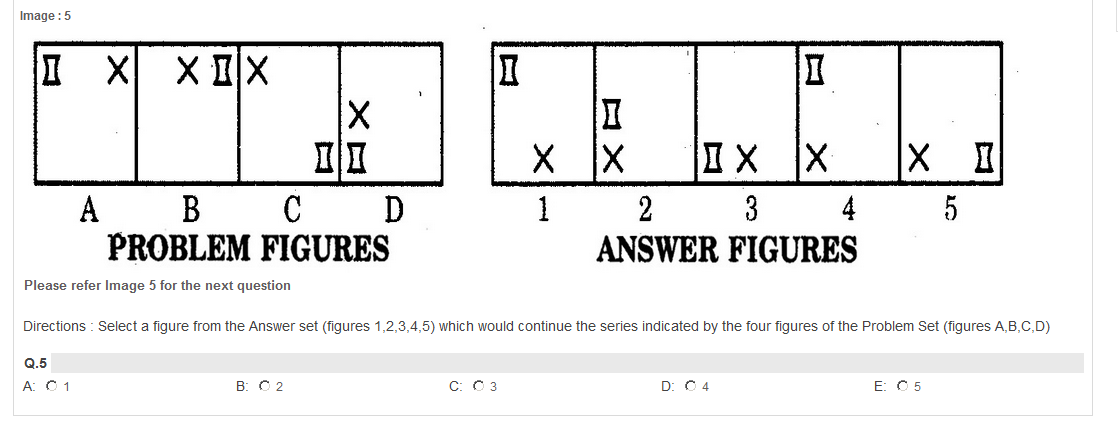 Image : 5
X X X X
A B C D
PROBLEM FIGURES
X X X X X
1 2 3 4 5
ANSWER FIGURES
Please refer Image 5 for the next question
Directions : Select a figure from the Answer set (figures 1,2,3,4,5) which would continue the series indicated by the four figures of the Problem Set (figures A,B,C,D)
Q.5
A: 1 B: 2 C: 3 D: 4 E: 5